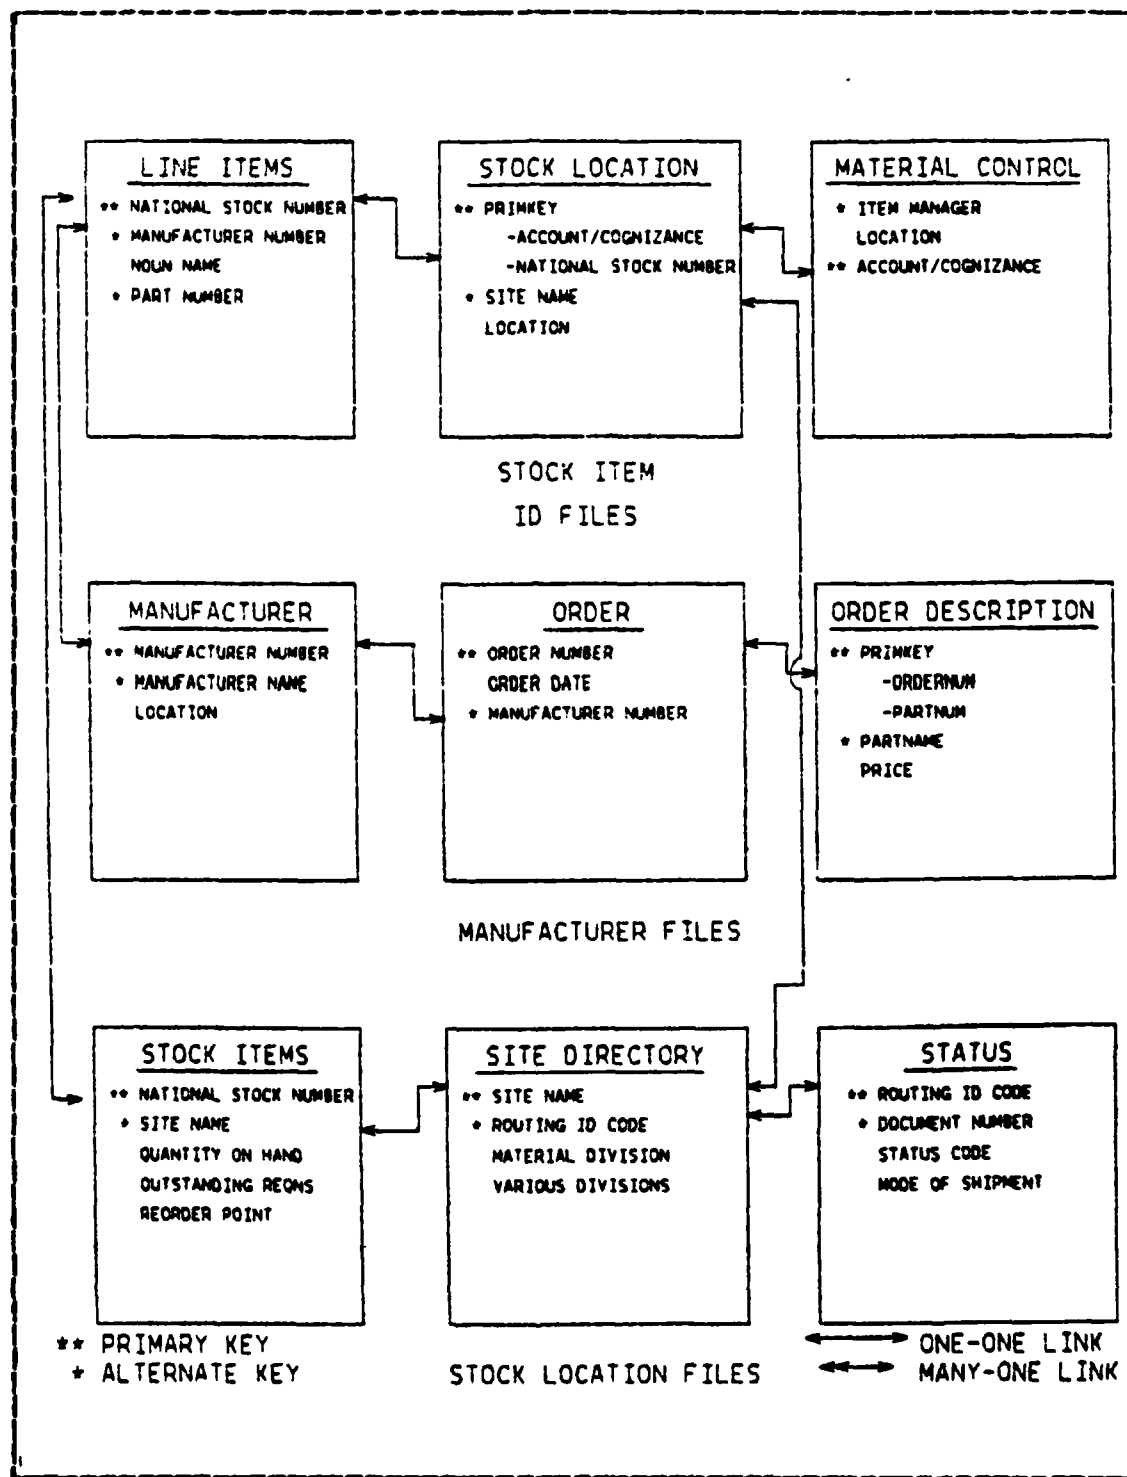 LINE ITEMS
** NATIONAL STOCK NUMBER
* MANUFACTURER NUMBER
NOUN NAME
* PART NUMBER
STOCK LOCATION
** PRIMKEY
-ACCOUNT/COGNIZANCE
-NATIONAL STOCK NUMBER
* SITE NAME
LOCATION
MATERIAL CONTROL
* ITEM MANAGER
LOCATION
** ACCOUNT/COGNIZANCE
STOCK ITEM
ID FILES
MANUFACTURER
** MANUFACTURER NUMBER
* MANUFACTURER NAME
LOCATION
ORDER
** ORDER NUMBER
ORDER DATE
* MANUFACTURER NUMBER
ORDER DESCRIPTION
** PRIMKEY
-ORDERNUM
-PARTNUM
* PARTNAME
PRICE
MANUFACTURER FILES
STOCK ITEMS
** NATIONAL STOCK NUMBER
* SITE NAME
QUANTITY ON HAND
OUTSTANDING REQNS
REORDER POINT
SITE DIRECTORY
** SITE NAME
* ROUTING ID CODE
MATERIAL DIVISION
VARIOUS DIVISIONS
STATUS
** ROUTING ID CODE
* DOCUMENT NUMBER
STATUS CODE
MODE OF SHIPMENT
** PRIMARY KEY
* ALTERNATE KEY
STOCK LOCATION FILES
ONE-ONE LINK
MANY-ONE LINK